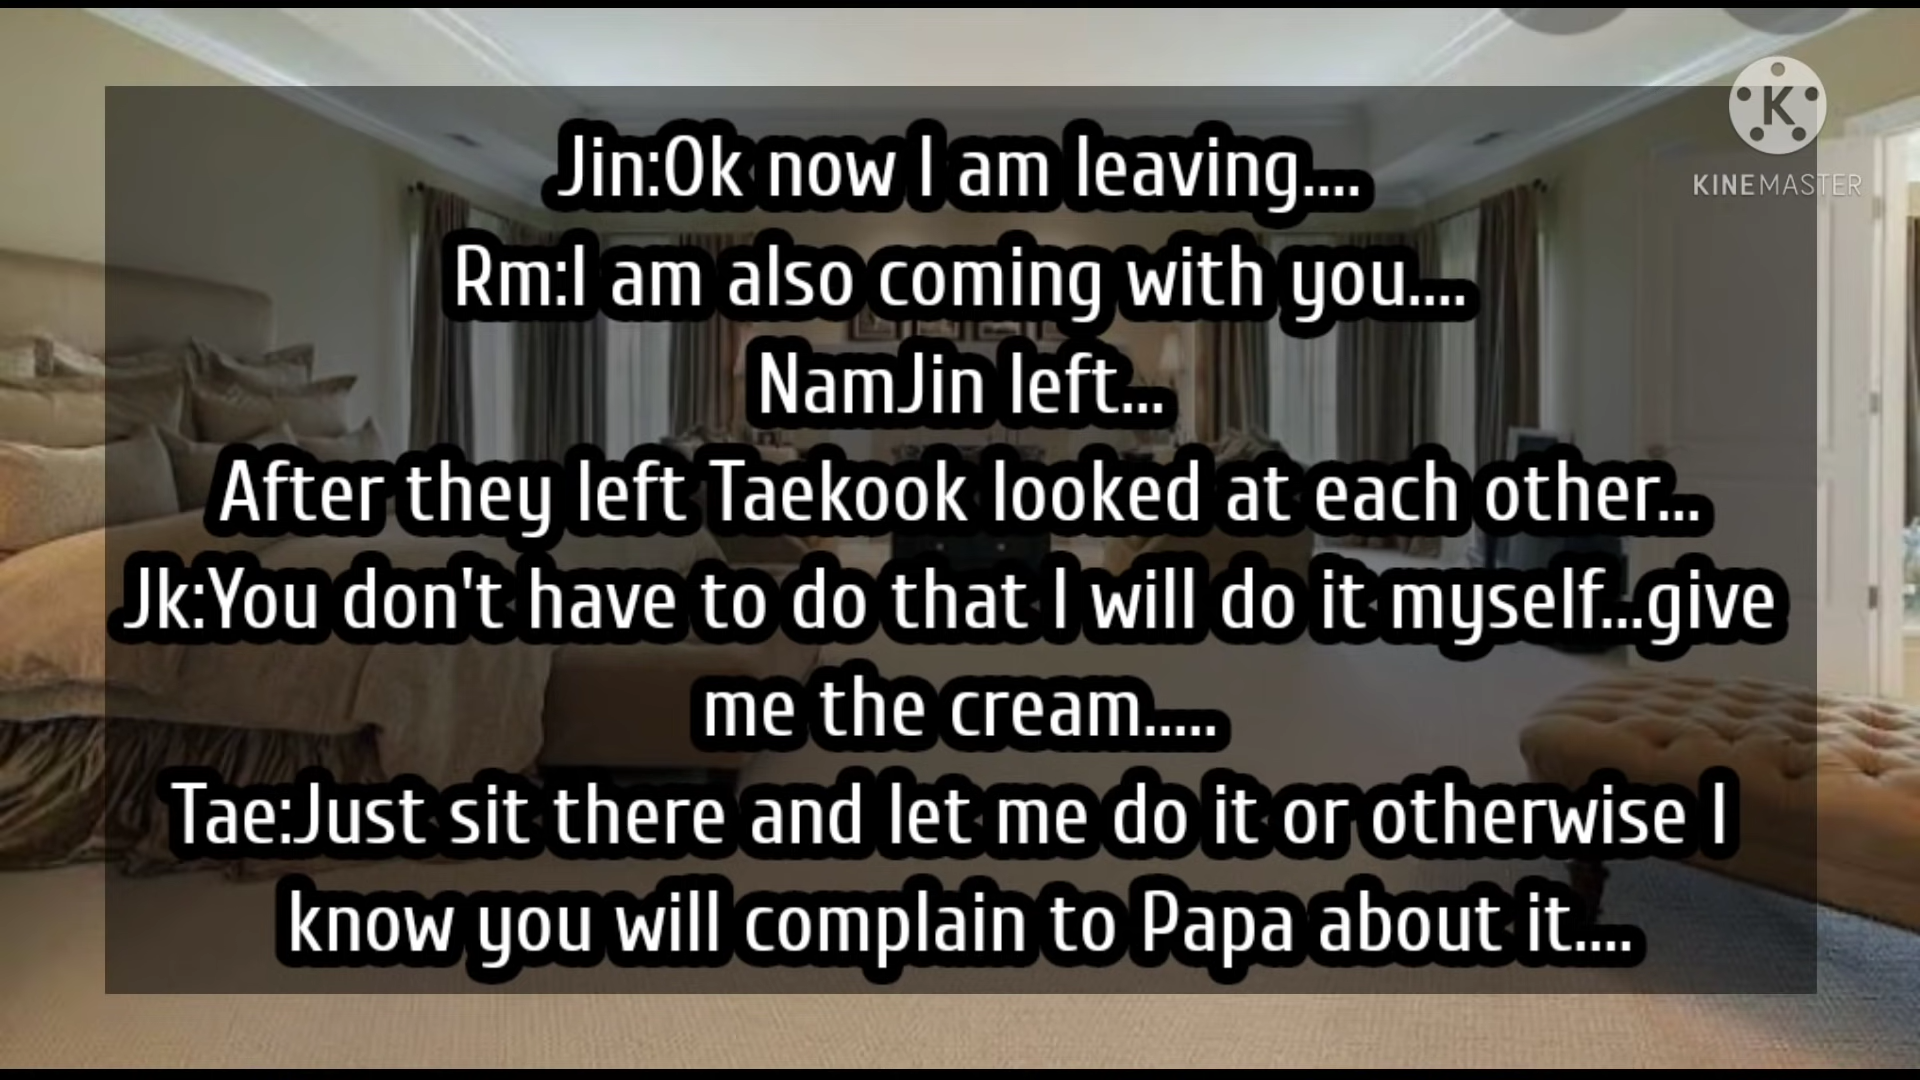 Jin:Ok now I am leaving....
Rm:I am also coming with you....
NamJin left...
After they left Taekook looked at each other...
Jk:You don't have to do that I will do it myself...give
me the cream.....
Tae:Just sit there and let me do it or otherwise I
know you will complain to Papa about it....
K
KINEMASTER